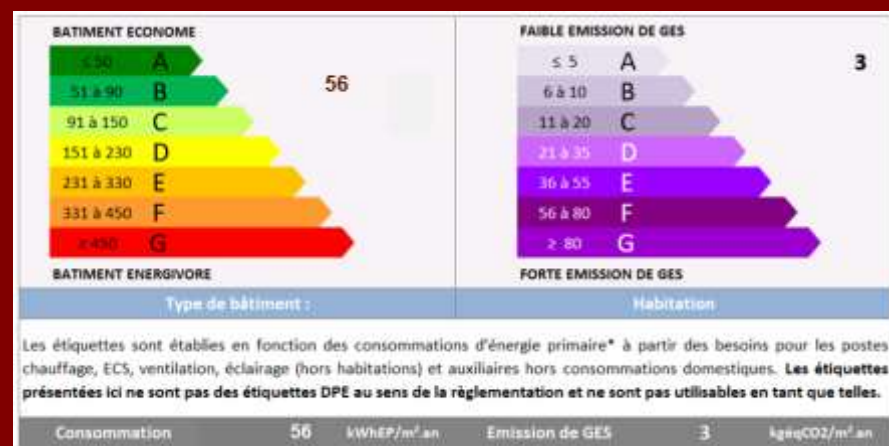 BATIMENT ECONOME
≤ 50 A
51 à 90 B
56
91 à 150 C
151 à 230 D
231 à 330 E
331 à 450 F
≥ 450 G
BATIMENT ENERGIVORE
FAIBLE EMISSION DE GES
≤ 5 A
3
6 à 10 B
11 à 20 C
21 à 35 D
36 à 55 E
56 à 80 F
≥ 80 G
FORTE EMISSION DE GES
Type de bâtiment : Habitation
Les étiquettes sont établies en fonction des consommations d'énergie primaire* à partir des besoins pour les postes
chauffage, ECS, ventilation, éclairage (hors habitations) et auxiliaires hors consommations domestiques. Les étiquettes
présentées ici ne sont pas des étiquettes DPE au sens de la règlementation et ne sont pas utilisables en tant que telles.
Consommation 56 kWhEP/m².an Emission de GES 3 kgéqCO2/m².an